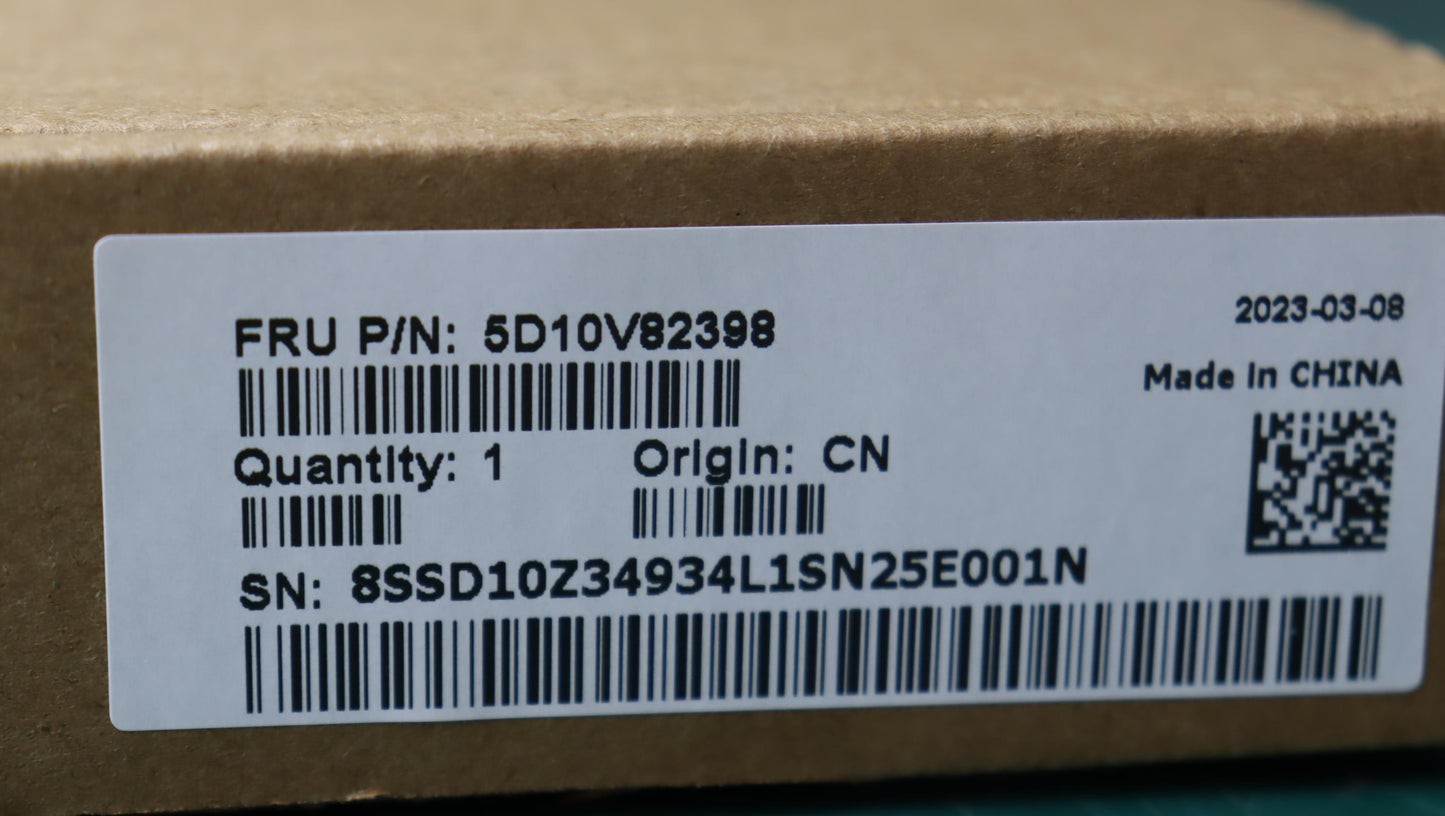 2023-03-08
FRU P/N: 5D10V82398
Made in CHINA
Quantity: 1 Origin: CN
SN: 8SSD10Z34934L1SN25E001N